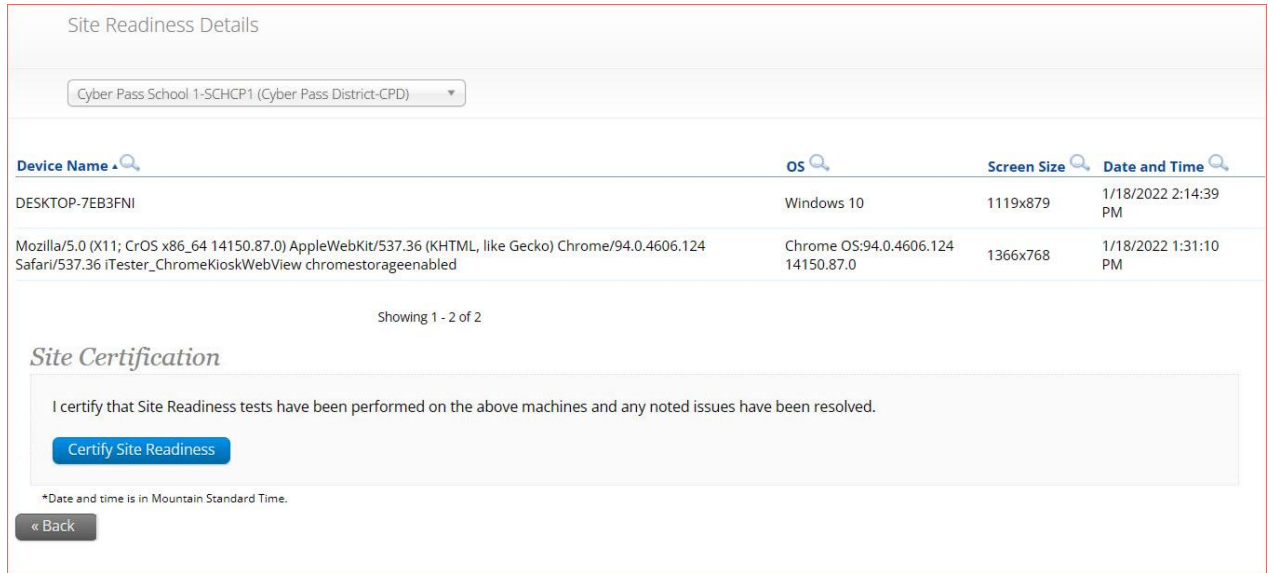 Site Readiness Details
Cyber Pass School 1-SCHCP1 (Cyber Pass District-CPD)
Device Name OS Screen Size Date and Time
DESKTOP-7EB3FNI Windows 10 1119x879 1/18/2022 2:14:39 PM
Mozilla/5.0 (X11; CrOS x86_64 14150.87.0) AppleWebKit/537.36 (KHTML, like Gecko) Chrome/94.0.4606.124
Safari/537.36 iTester_ChromeKioskWebView chromestorageenabled
Chrome OS:94.0.4606.124
14150.87.0
1366x768
1/18/2022 1:31:10
PM
Showing 1 - 2 of 2
Site Certification
I certify that Site Readiness tests have been performed on the above machines and any noted issues have been resolved.
Certify Site Readiness
*Date and time is in Mountain Standard Time.
« Back